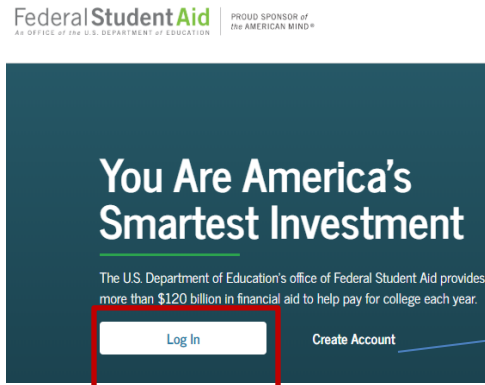 Federal Student Aid
An OFFICE of the U.S. DEPARTMENT of EDUCATION
PROUD SPONSOR of
the AMERICAN MIND®
You Are America's
Smartest Investment
The U.S. Department of Education's office of Federal Student Aid provides
more than $120 billion in financial aid to help pay for college each year.
Log In
Create Account